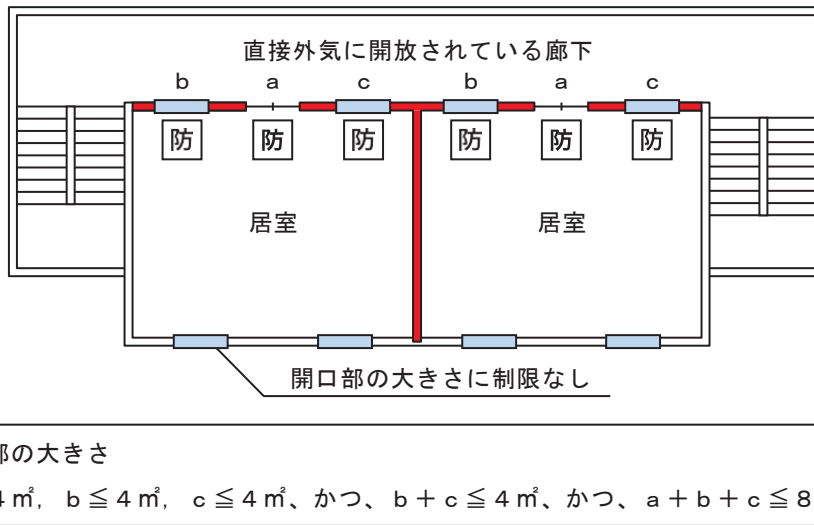 直接外気に開放されている廊下
b a c b a c
防 防 防 防 防 防
居室 居室
開口部の大きさに制限なし
部の大きさ
4㎡, b≦4㎡, c≦4㎡、かつ、b+c≦4㎡、かつ、a+b+c≦8